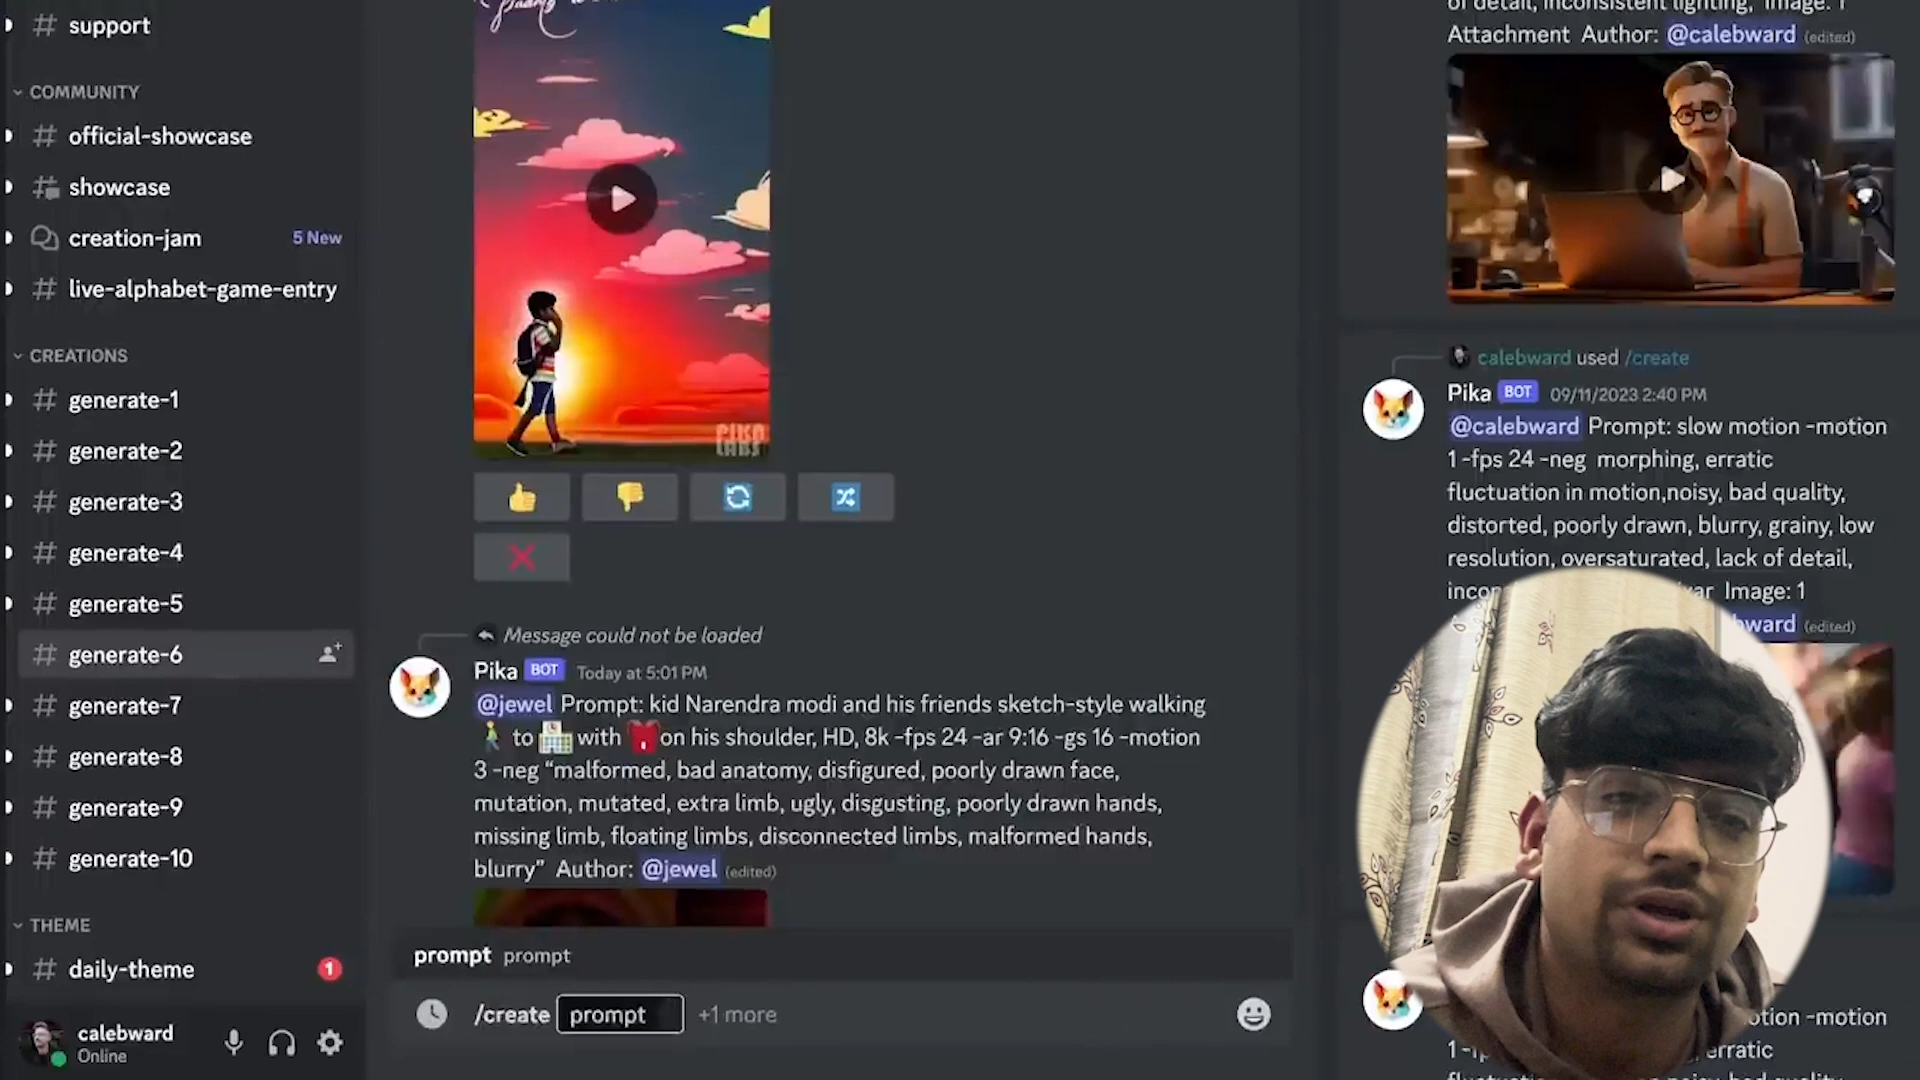 support
COMMUNITY
official-showcase
showcase
creation-jam
5 New
live-alphabet-game-entry
CREATIONS
generate-1
generate-2
generate-3
generate-4
generate-5
generate-6
generate-7
generate-8
generate-9
generate-10
THEME
daily-theme
1
calebward
Online
PIKA
LABS
Message could not be loaded
Pika BOT Today at 5:01 PM
@jewel Prompt: kid Narendra modi and his friends sketch-style walking
🚶 to 🏫 with 🎒 on his shoulder, HD, 8k -fps 24 -ar 9:16 -gs 16 -motion
3 -neg “malformed, bad anatomy, disfigured, poorly drawn face,
mutation, mutated, extra limb, ugly, disgusting, poorly drawn hands,
missing limb, floating limbs, disconnected limbs, malformed hands,
blurry” Author: @jewel (edited)
prompt prompt
/create prompt +1 more
of detail, inconsistent lighting, Image: 1
Attachment Author: @calebward (edited)
calebward used /create
Pika BOT 09/11/2023 2:40 PM
@calebward Prompt: slow motion -motion
1 -fps 24 -neg morphing, erratic
fluctuation in motion,noisy, bad quality,
distorted, poorly drawn, blurry, grainy, low
resolution, oversaturated, lack of detail,
Image: 1
(edited)
-motion
erratic